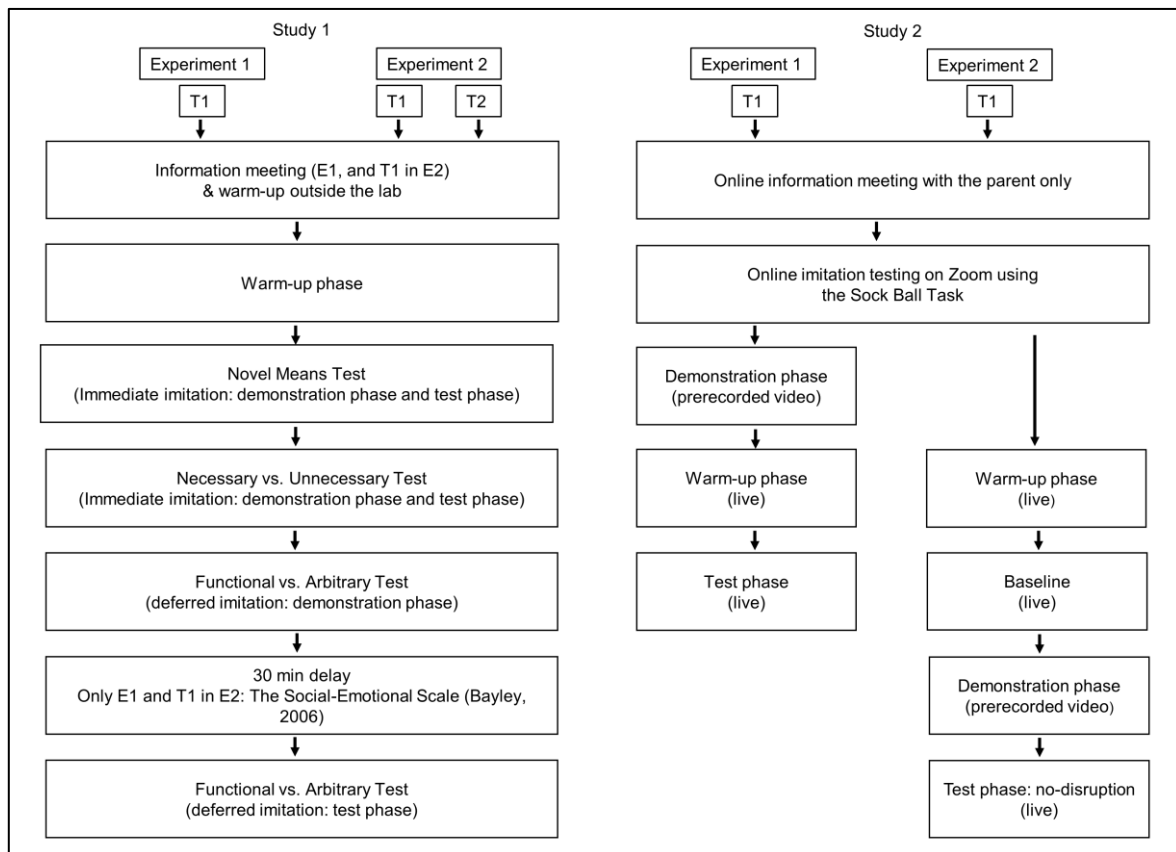 Study 1
Experiment 1
Experiment 2
T1
T1
T2
Information meeting (E1, and T1 in E2)
& warm-up outside the lab
Warm-up phase
Novel Means Test
(Immediate imitation: demonstration phase and test phase)
Necessary vs. Unnecessary Test
(Immediate imitation: demonstration phase and test phase)
Functional vs. Arbitrary Test
(deferred imitation: demonstration phase)
30 min delay
Only E1 and T1 in E2: The Social-Emotional Scale (Bayley,
2006)
Functional vs. Arbitrary Test
(deferred imitation: test phase)
Study 2
Experiment 1
Experiment 2
T1
T1
Online information meeting with the parent only
Online imitation testing on Zoom using
the Sock Ball Task
Demonstration phase
(prerecorded video)
Warm-up phase
(live)
Test phase
(live)
Warm-up phase
(live)
Baseline
(live)
Demonstration phase
(prerecorded video)
Test phase: no-disruption
(live)